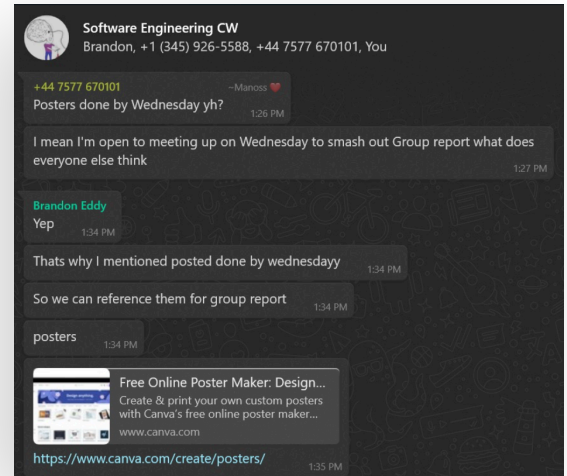 Software Engineering CW
Brandon, +1 (345) 926-5588, +44 7577 670101, You
+44 7577 670101 ~Manoss ❤️
Posters done by Wednesday yh?
1:26 PM
I mean I'm open to meeting up on Wednesday to smash out Group report what does
everyone else think
1:27 PM
Brandon Eddy
Yep
1:34 PM
Thats why I mentioned posted done by wednesdayy
1:34 PM
So we can reference them for group report
1:34 PM
posters
1:34 PM
Free Online Poster Maker: Design...
Create & print your own custom posters
with Canva's free online poster maker...
www.canva.com
https://www.canva.com/create/posters/
1:35 PM